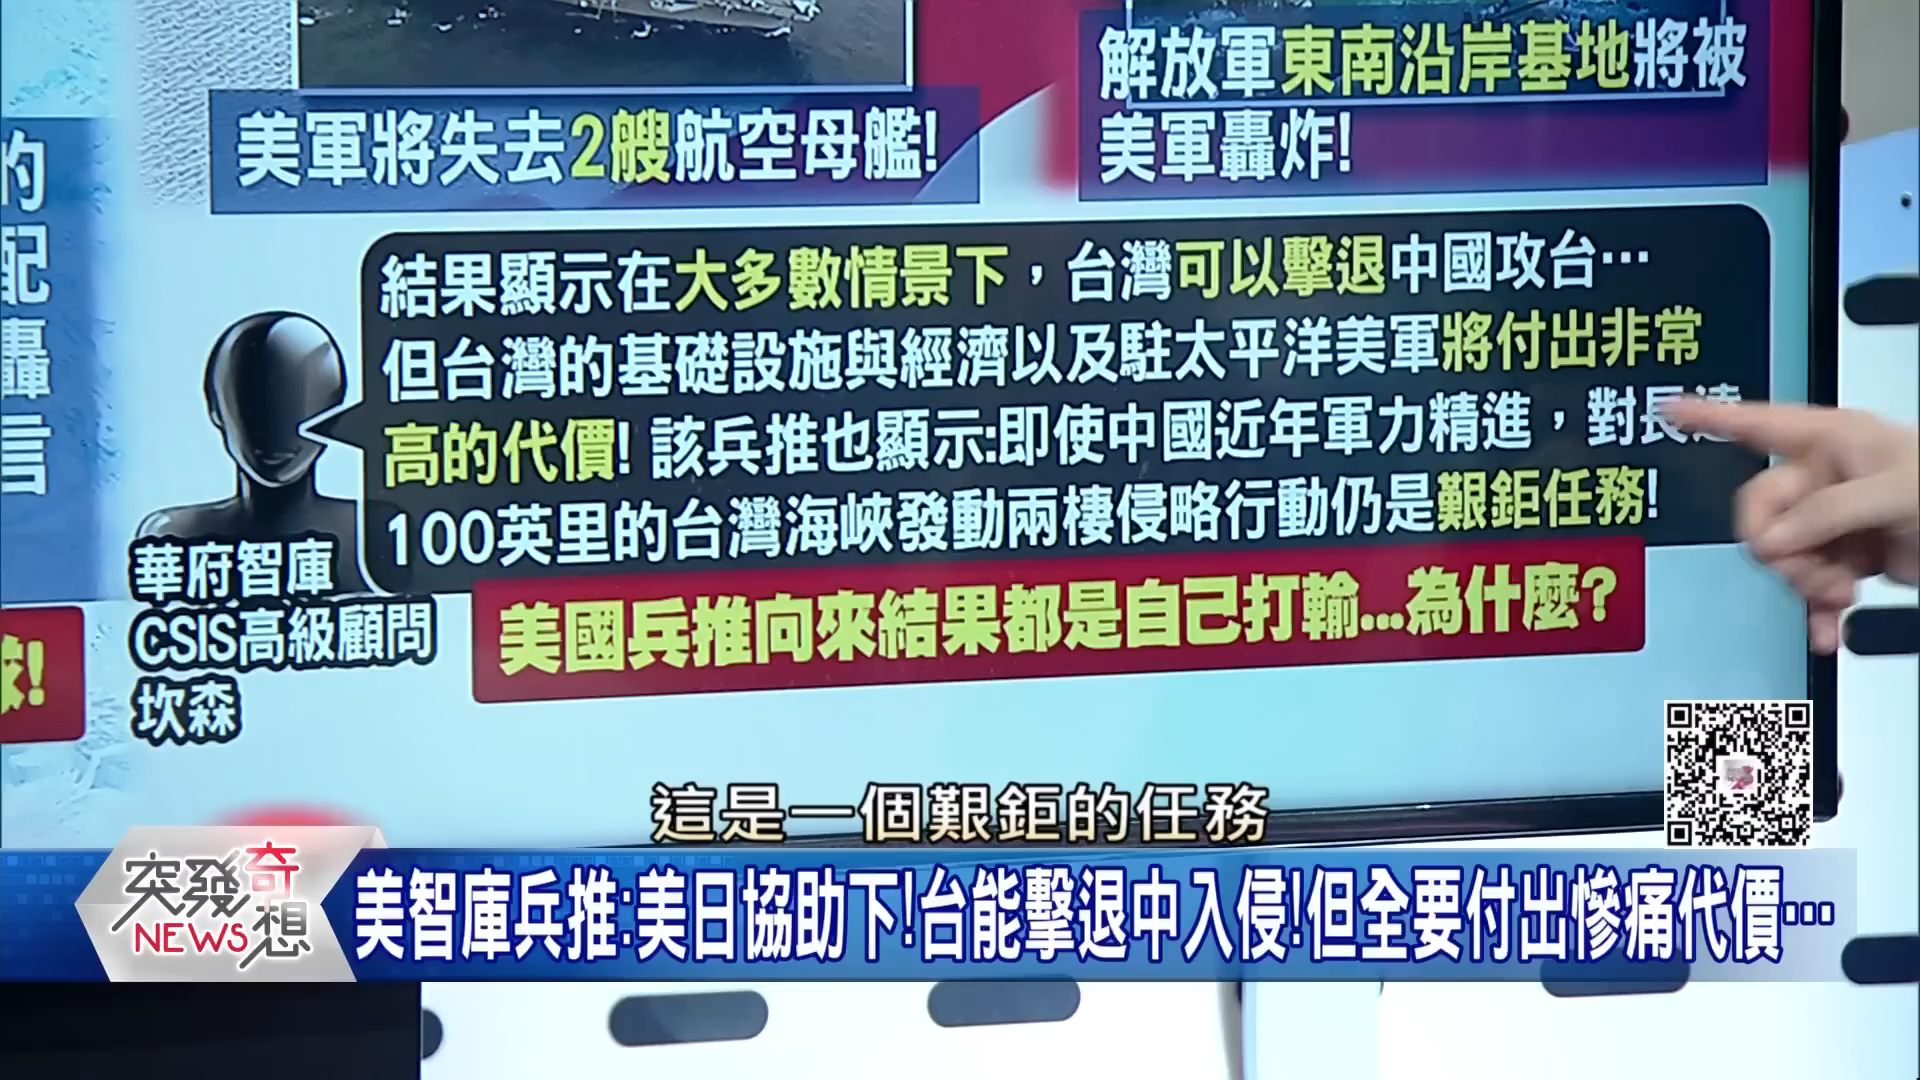 美軍將失去2艘航空母艦!
解放軍東南沿岸基地將被
美軍轟炸!
的
配
轟
言
結果顯示在大多數情景下，台灣可以擊退中國攻台…
但台灣的基礎設施與經濟以及駐太平洋美軍將付出非常
高的代價! 該兵推也顯示:即使中國近年軍力精進，對長達
100英里的台灣海峽發動兩棲侵略行動仍是艱鉅任務!
華府智庫
CSIS高級顧問
坎森
美國兵推向來結果都是自己打輸...為什麼?
這是一個艱鉅的任務
突發奇想
NEWS
美智庫兵推:美日協助下!台能擊退中入侵!但全要付出慘痛代價…